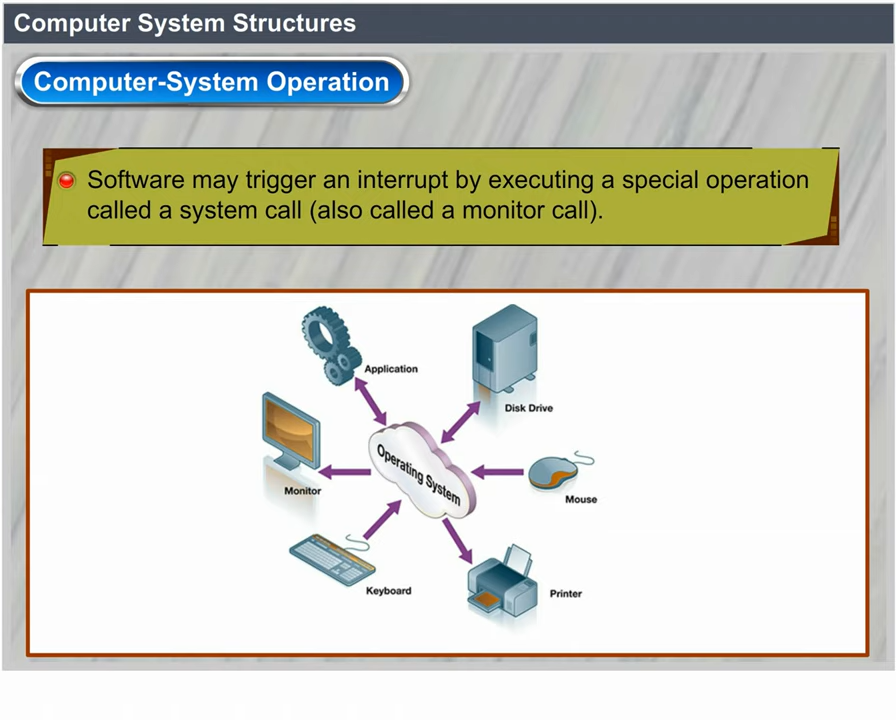 Computer System Structures
Computer-System Operation
Software may trigger an interrupt by executing a special operation
called a system call (also called a monitor call).
Application
Disk Drive
Operating System
Monitor
Mouse
Keyboard
Printer